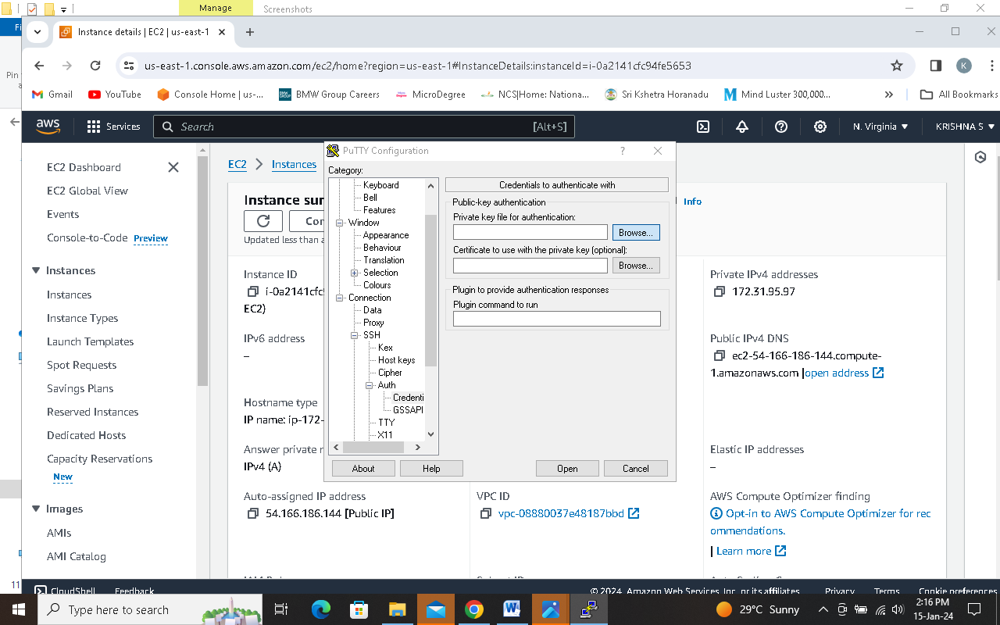 Manage
Screenshots
Fi
Instance details | EC2 | us-east-1
us-east-1.console.aws.amazon.com/ec2/home?region=us-east-1#InstanceDetails:instanceId=i-0a2141cfc94fe5653
K
Pin
Gmail
YouTube
Console Home | us-...
BMW Group Careers
MicroDegree
NCS|Home: Nationa...
Sri Kshetra Horanadu
Mind Luster 300,000...
All Bookmarks
aws
Services
Search
[Alt+S]
N. Virginia
KRISHNA S
EC2 Dashboard
EC2 Global View
Events
Console-to-Code Preview
Instances
Instances
Instance Types
Launch Templates
Spot Requests
Savings Plans
Reserved Instances
Dedicated Hosts
Capacity Reservations
New
Images
AMIs
AMI Catalog
EC2
Instances
Instance sur
Info
Con
Updated less than a
Instance ID
i-0a2141cfc9
EC2)
IPv6 address
–
Hostname type
IP name: ip-172-
Answer private r
IPv4 (A)
Auto-assigned IP address
54.166.186.144 [Public IP]
VPC ID
vpc-08880037e48187bbd
Private IPv4 addresses
172.31.95.97
Public IPv4 DNS
ec2-54-166-186-144.compute-
1.amazonaws.com |open address
Elastic IP addresses
–
AWS Compute Optimizer finding
Opt-in to AWS Compute Optimizer for rec
ommendations.
| Learn more
PuTTY Configuration
?
Category:
Keyboard
Bell
Features
Window
Appearance
Behaviour
Translation
Selection
Colours
Connection
Data
Proxy
SSH
Kex
Host keys
Cipher
Auth
Credenti
GSSAPI
TTY
X11
Credentials to authenticate with
Public-key authentication
Private key file for authentication:
Browse...
Certificate to use with the private key (optional):
Browse...
Plugin to provide authentication responses
Plugin command to run
About
Help
Open
Cancel
11
CloudShell
Feedback
© 2024, Amazon Web Services, Inc. or its affiliates.
Privacy
Terms
Cookie preferences
Type here to search
29°C Sunny
2:16 PM
15-Jan-24